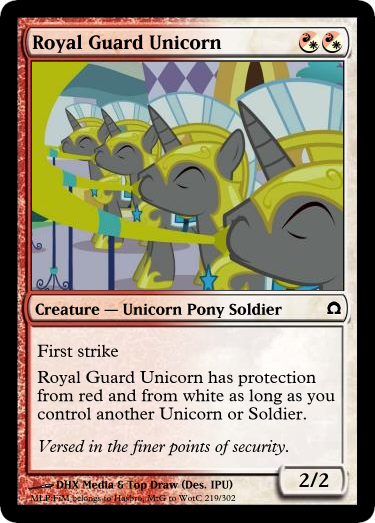 Royal Guard Unicorn
Creature — Unicorn Pony Soldier
First strike
Royal Guard Unicorn has protection
from red and from white as long as you
control another Unicorn or Soldier.
Versed in the finer points of security.
2/2
DHX Media & Top Draw (Des. IPU)
MLP:FiM belongs to Hasbro, M:tG to WotC 219/302